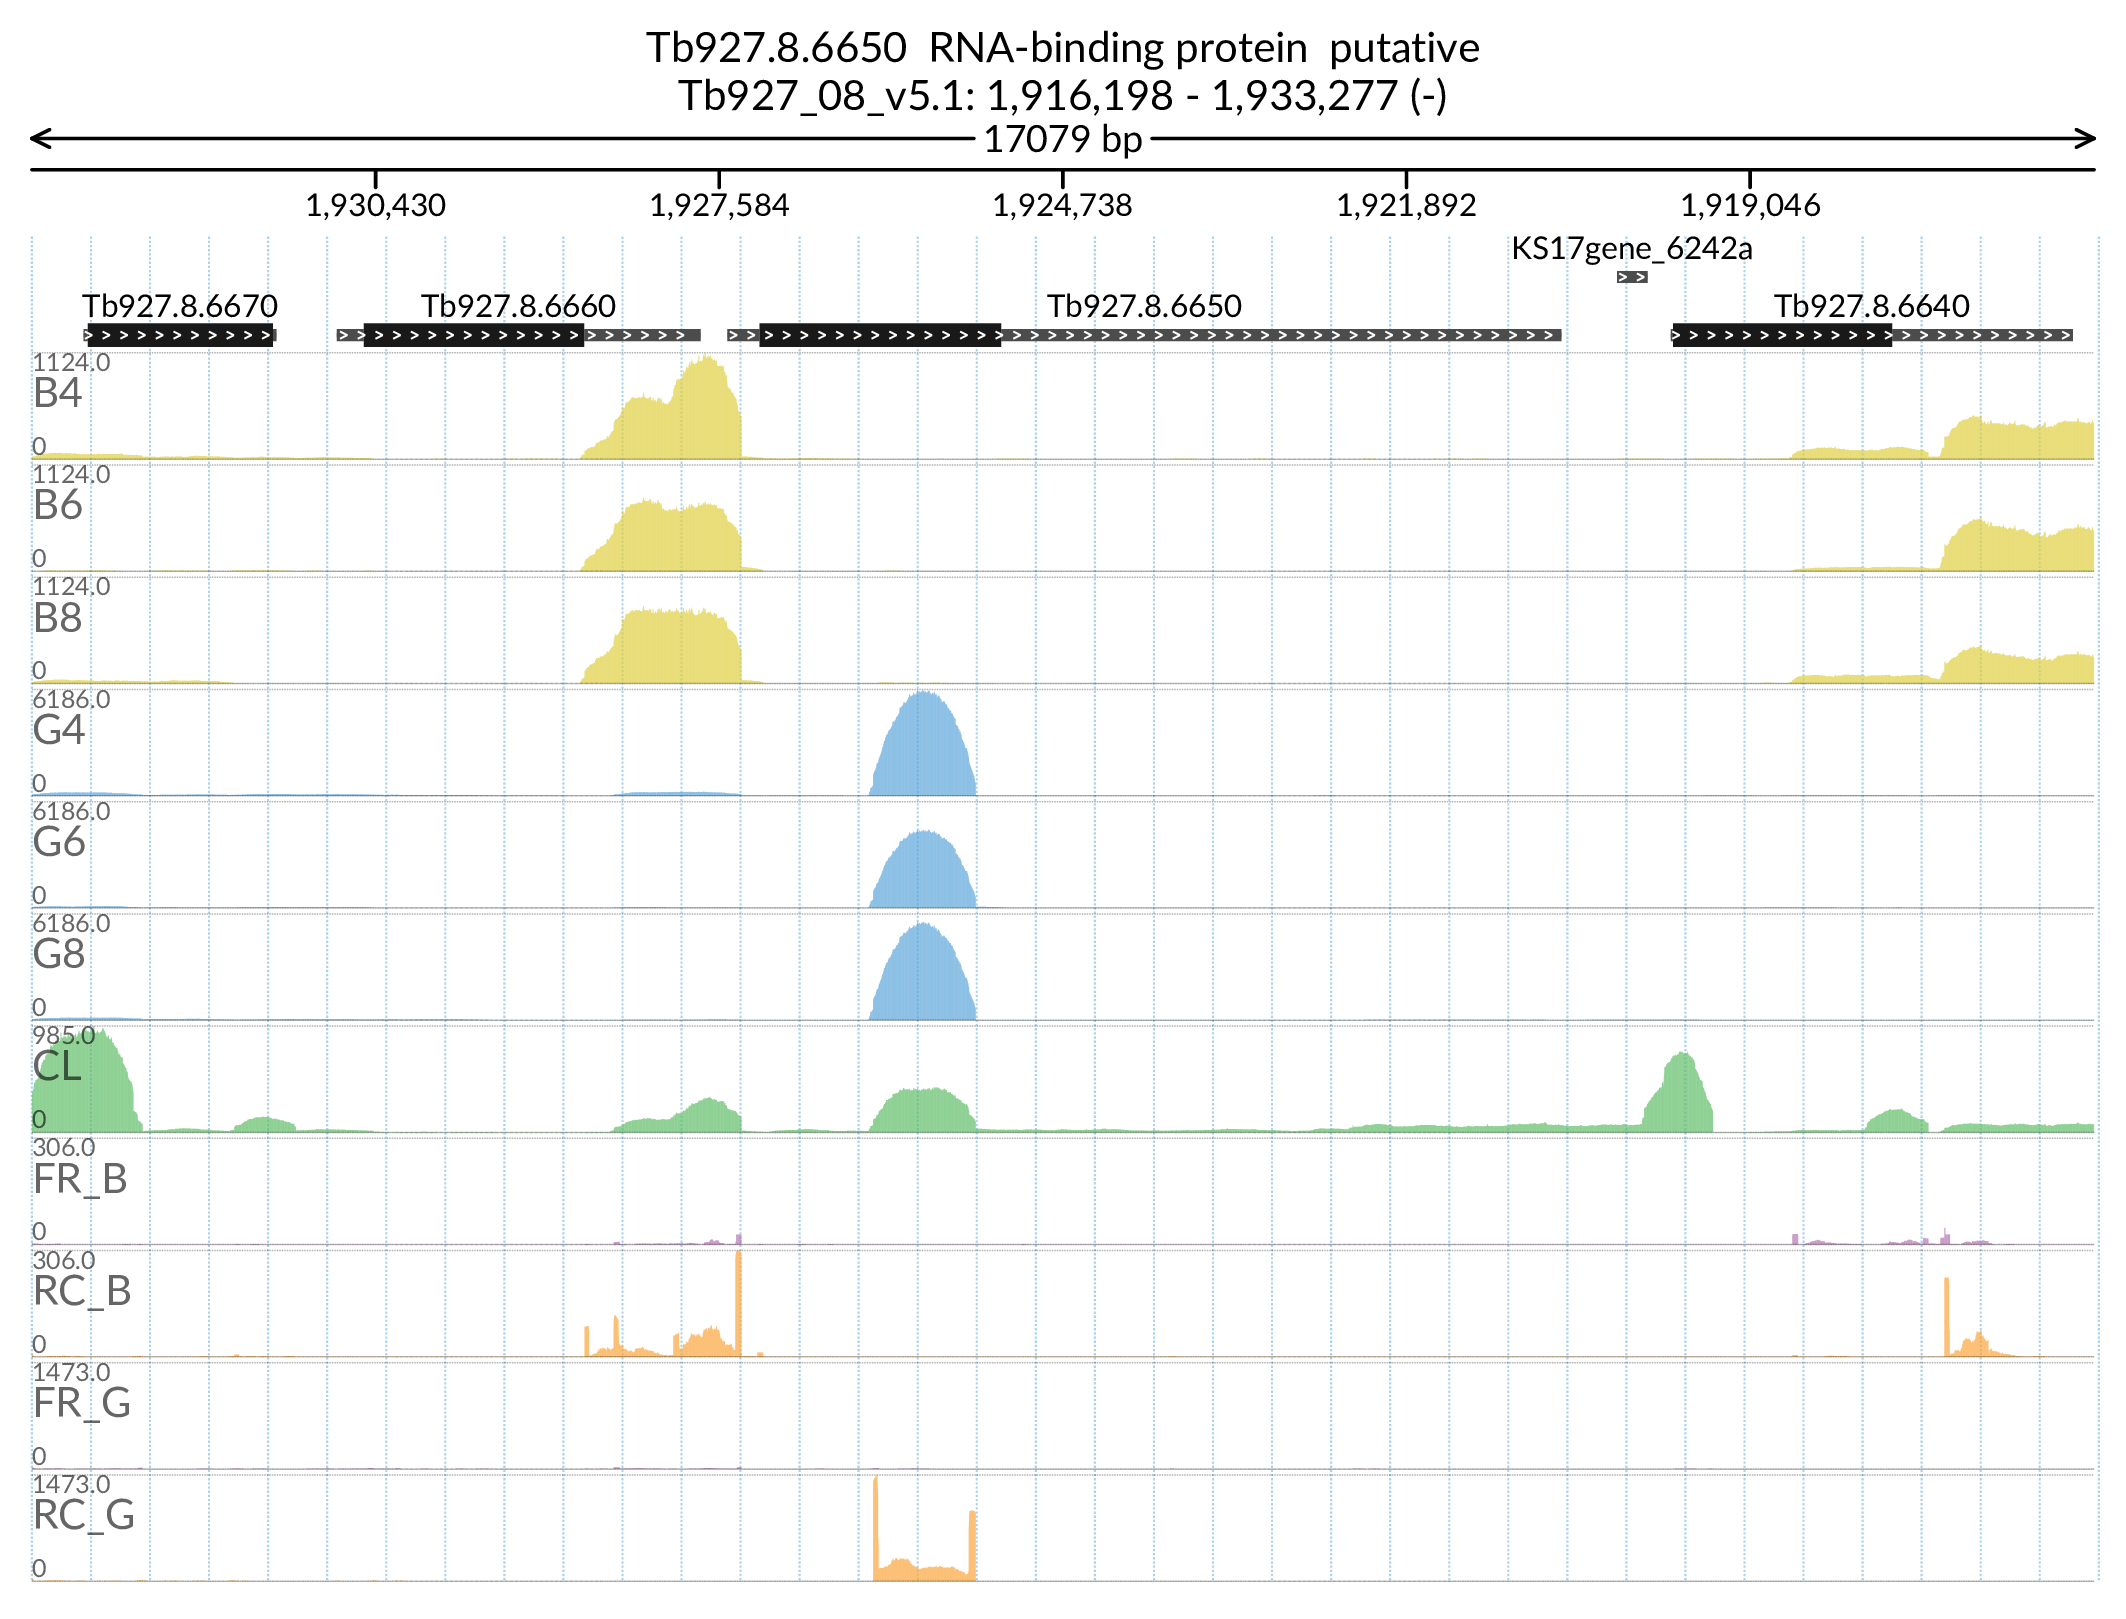 Tb927.8.6650  RNA-binding protein  putative
Tb927_08_v5.1: 1,916,198 - 1,933,277 (-)
17079 bp
1,930,430 1,927,584 1,924,738 1,921,892 1,919,046
KS17gene_6242a
Tb927.8.6670 Tb927.8.6660 Tb927.8.6650 Tb927.8.6640
1124.0
B4
0
1124.0
B6
0
1124.0
B8
0
6186.0
G4
0
6186.0
G6
0
6186.0
G8
0
985.0
CL
0
306.0
FR_B
0
306.0
RC_B
0
1473.0
FR_G
0
1473.0
RC_G
0